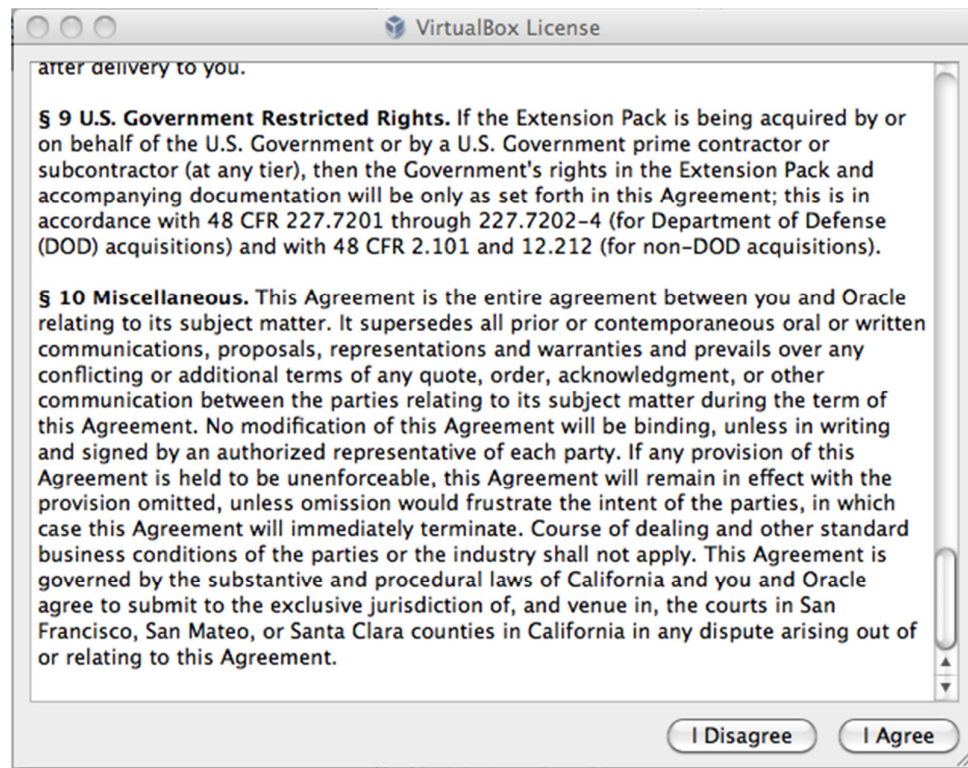 VirtualBox License
after delivery to you.
§ 9 U.S. Government Restricted Rights. If the Extension Pack is being acquired by or
on behalf of the U.S. Government or by a U.S. Government prime contractor or
subcontractor (at any tier), then the Government's rights in the Extension Pack and
accompanying documentation will be only as set forth in this Agreement; this is in
accordance with 48 CFR 227.7201 through 227.7202-4 (for Department of Defense
(DOD) acquisitions) and with 48 CFR 2.101 and 12.212 (for non-DOD acquisitions).
§ 10 Miscellaneous. This Agreement is the entire agreement between you and Oracle
relating to its subject matter. It supersedes all prior or contemporaneous oral or written
communications, proposals, representations and warranties and prevails over any
conflicting or additional terms of any quote, order, acknowledgment, or other
communication between the parties relating to its subject matter during the term of
this Agreement. No modification of this Agreement will be binding, unless in writing
and signed by an authorized representative of each party. If any provision of this
Agreement is held to be unenforceable, this Agreement will remain in effect with the
provision omitted, unless omission would frustrate the intent of the parties, in which
case this Agreement will immediately terminate. Course of dealing and other standard
business conditions of the parties or the industry shall not apply. This Agreement is
governed by the substantive and procedural laws of California and you and Oracle
agree to submit to the exclusive jurisdiction of, and venue in, the courts in San
Francisco, San Mateo, or Santa Clara counties in California in any dispute arising out of
or relating to this Agreement.
I Disagree I Agree